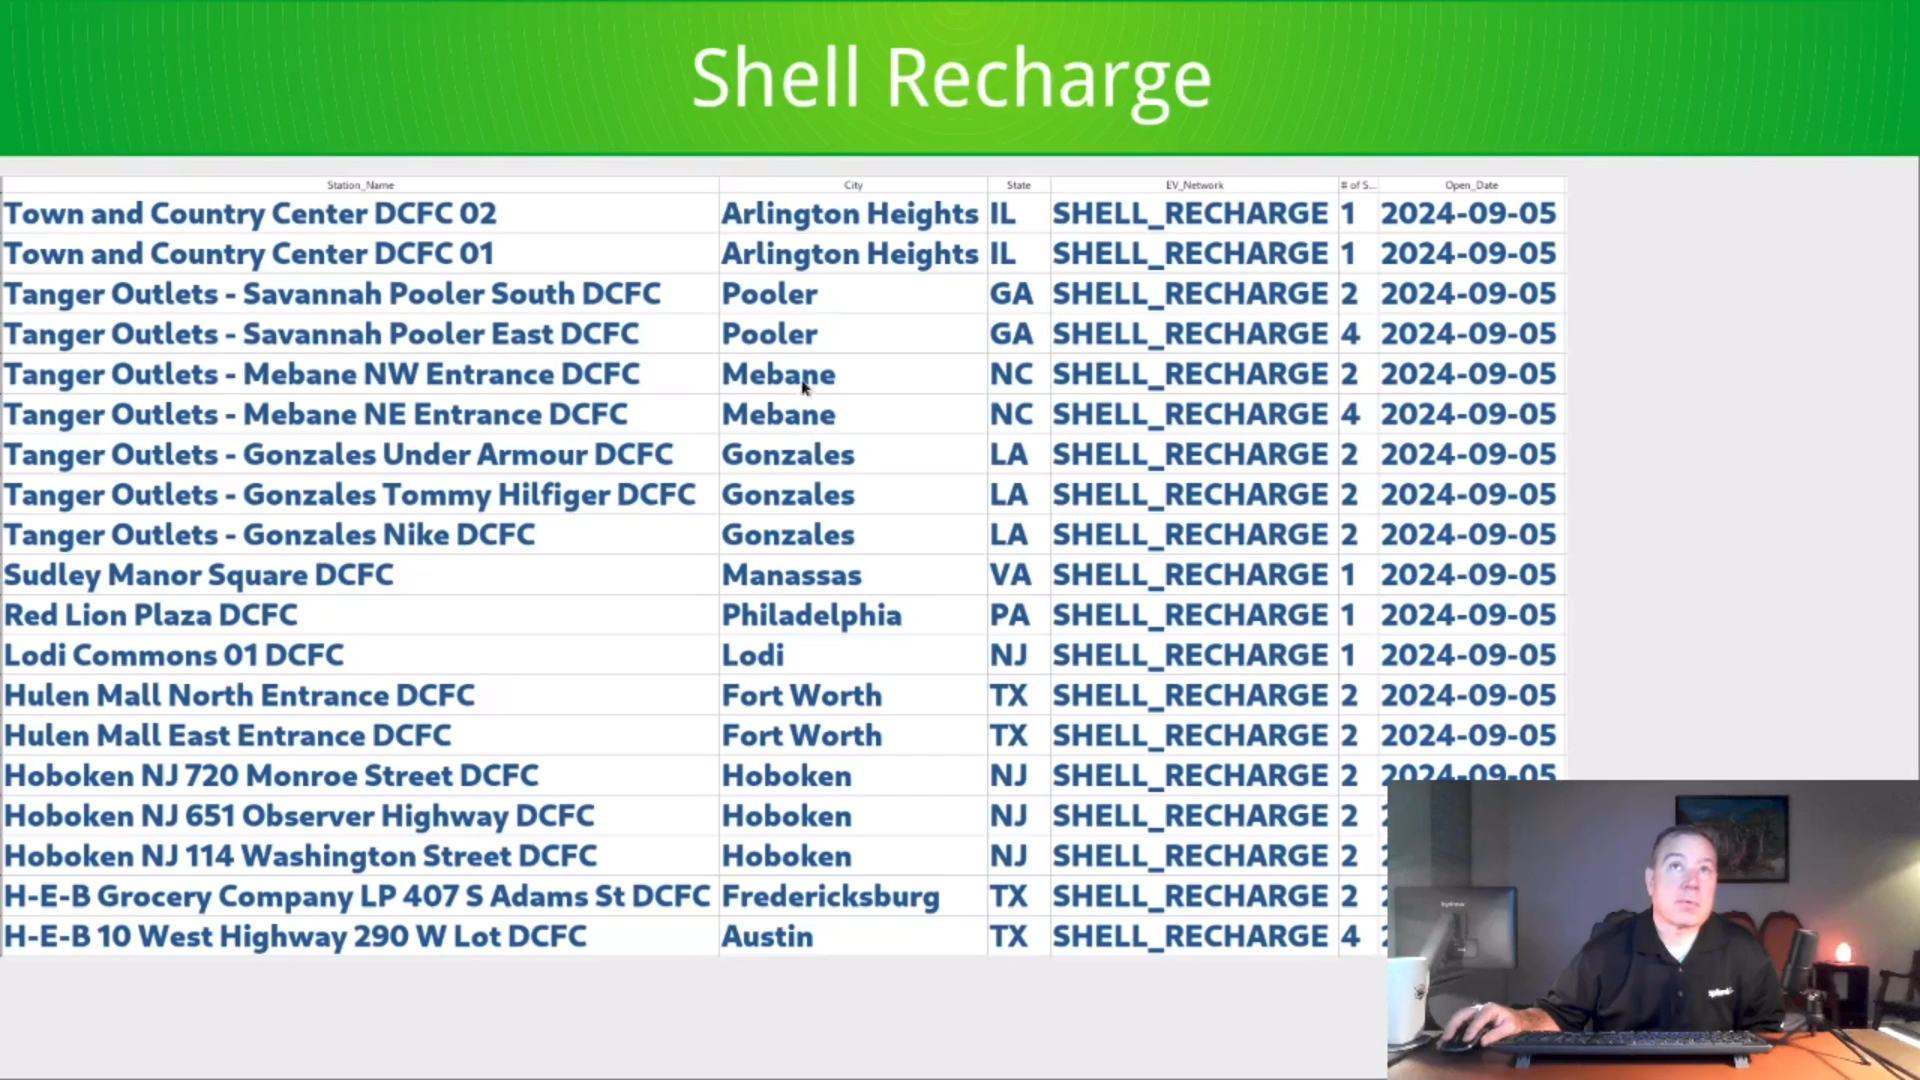 Shell Recharge
Station_Name City State EV_Network # of S... Open_Date
Town and Country Center DCFC 02 Arlington Heights IL SHELL_RECHARGE 1 2024-09-05
Town and Country Center DCFC 01 Arlington Heights IL SHELL_RECHARGE 1 2024-09-05
Tanger Outlets - Savannah Pooler South DCFC Pooler GA SHELL_RECHARGE 2 2024-09-05
Tanger Outlets - Savannah Pooler East DCFC Pooler GA SHELL_RECHARGE 4 2024-09-05
Tanger Outlets - Mebane NW Entrance DCFC Mebane NC SHELL_RECHARGE 2 2024-09-05
Tanger Outlets - Mebane NE Entrance DCFC Mebane NC SHELL_RECHARGE 4 2024-09-05
Tanger Outlets - Gonzales Under Armour DCFC Gonzales LA SHELL_RECHARGE 2 2024-09-05
Tanger Outlets - Gonzales Tommy Hilfiger DCFC Gonzales LA SHELL_RECHARGE 2 2024-09-05
Tanger Outlets - Gonzales Nike DCFC Gonzales LA SHELL_RECHARGE 2 2024-09-05
Sudley Manor Square DCFC Manassas VA SHELL_RECHARGE 1 2024-09-05
Red Lion Plaza DCFC Philadelphia PA SHELL_RECHARGE 1 2024-09-05
Lodi Commons 01 DCFC Lodi NJ SHELL_RECHARGE 1 2024-09-05
Hulen Mall North Entrance DCFC Fort Worth TX SHELL_RECHARGE 2 2024-09-05
Hulen Mall East Entrance DCFC Fort Worth TX SHELL_RECHARGE 2 2024-09-05
Hoboken NJ 720 Monroe Street DCFC Hoboken NJ SHELL_RECHARGE 2 2024-09-05
Hoboken NJ 651 Observer Highway DCFC Hoboken NJ SHELL_RECHARGE 2
Hoboken NJ 114 Washington Street DCFC Hoboken NJ SHELL_RECHARGE 2
H-E-B Grocery Company LP 407 S Adams St DCFC Fredericksburg TX SHELL_RECHARGE 2
H-E-B 10 West Highway 290 W Lot DCFC Austin TX SHELL_RECHARGE 4